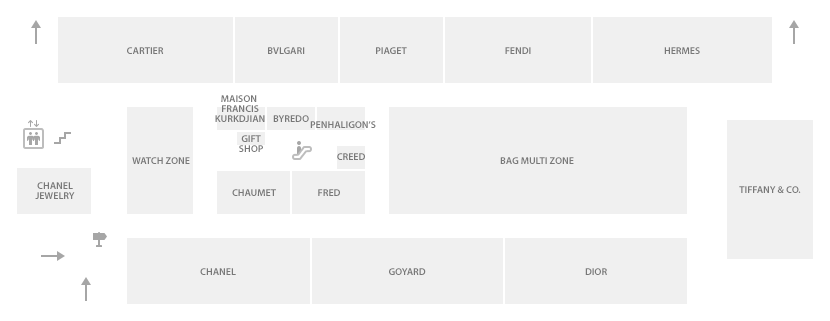 CARTIER
BVLGARI
PIAGET
FENDI
HERMES
MAISON
FRANCIS
KURKDJIAN
BYREDO
PENHALIGON'S
GIFT
SHOP
WATCH ZONE
CREED
BAG MULTI ZONE
CHANEL
JEWELRY
CHAUMET
FRED
TIFFANY & CO.
CHANEL
GOYARD
DIOR